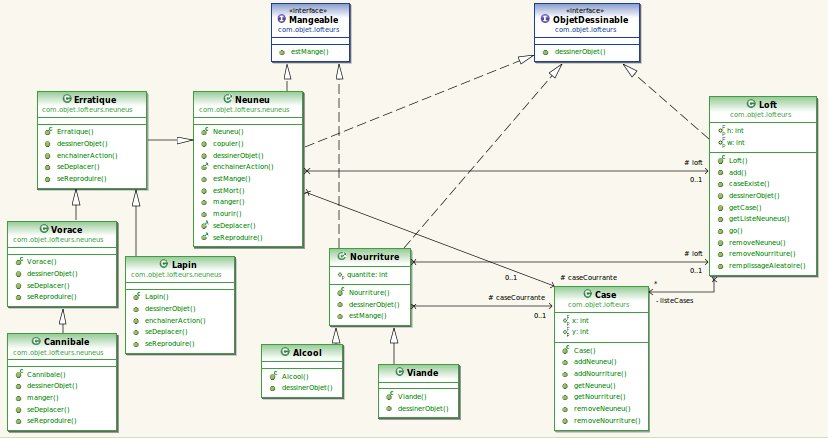 «interface»
Mangeable
com.objet.lofteurs
estMange()
«interface»
ObjetDessinable
com.objet.lofteurs
dessinerObjet()
Erratique
com.objet.lofteurs.neuneus
Erratique()
dessinerObjet()
enchainerAction()
seDeplacer()
seReproduire()
Neuneu
com.objet.lofteurs.neuneus
Neuneu()
copuler()
dessinerObjet()
enchainerAction()
estMange()
estMort()
manger()
mourir()
seDeplacer()
seReproduire()
Loft
com.objet.lofteurs
h: int
w: int
Loft()
add()
caseExiste()
dessinerObjet()
getCase()
getListeNeuneus()
go()
removeNeuneu()
removeNourriture()
remplissageAleatoire()
# loft
0..1
Vorace
com.objet.lofteurs.neuneus
Vorace()
dessinerObjet()
seDeplacer()
seReproduire()
Lapin
com.objet.lofteurs.neuneus
Lapin()
dessinerObjet()
enchainerAction()
seDeplacer()
seReproduire()
Nourriture
quantite: int
Nourriture()
dessinerObjet()
estMange()
# loft
0..1
0..1
# caseCourrante
# caseCourrante
0..1
*
- listeCases
Case
com.objet.lofteurs
x: int
y: int
Case()
addNeuneu()
addNourriture()
getNeuneu()
getNourriture()
removeNeuneu()
removeNourriture()
Cannibale
com.objet.lofteurs.neuneus
Cannibale()
dessinerObjet()
manger()
seDeplacer()
seReproduire()
Alcool
Alcool()
dessinerObjet()
Viande
Viande()
dessinerObjet()